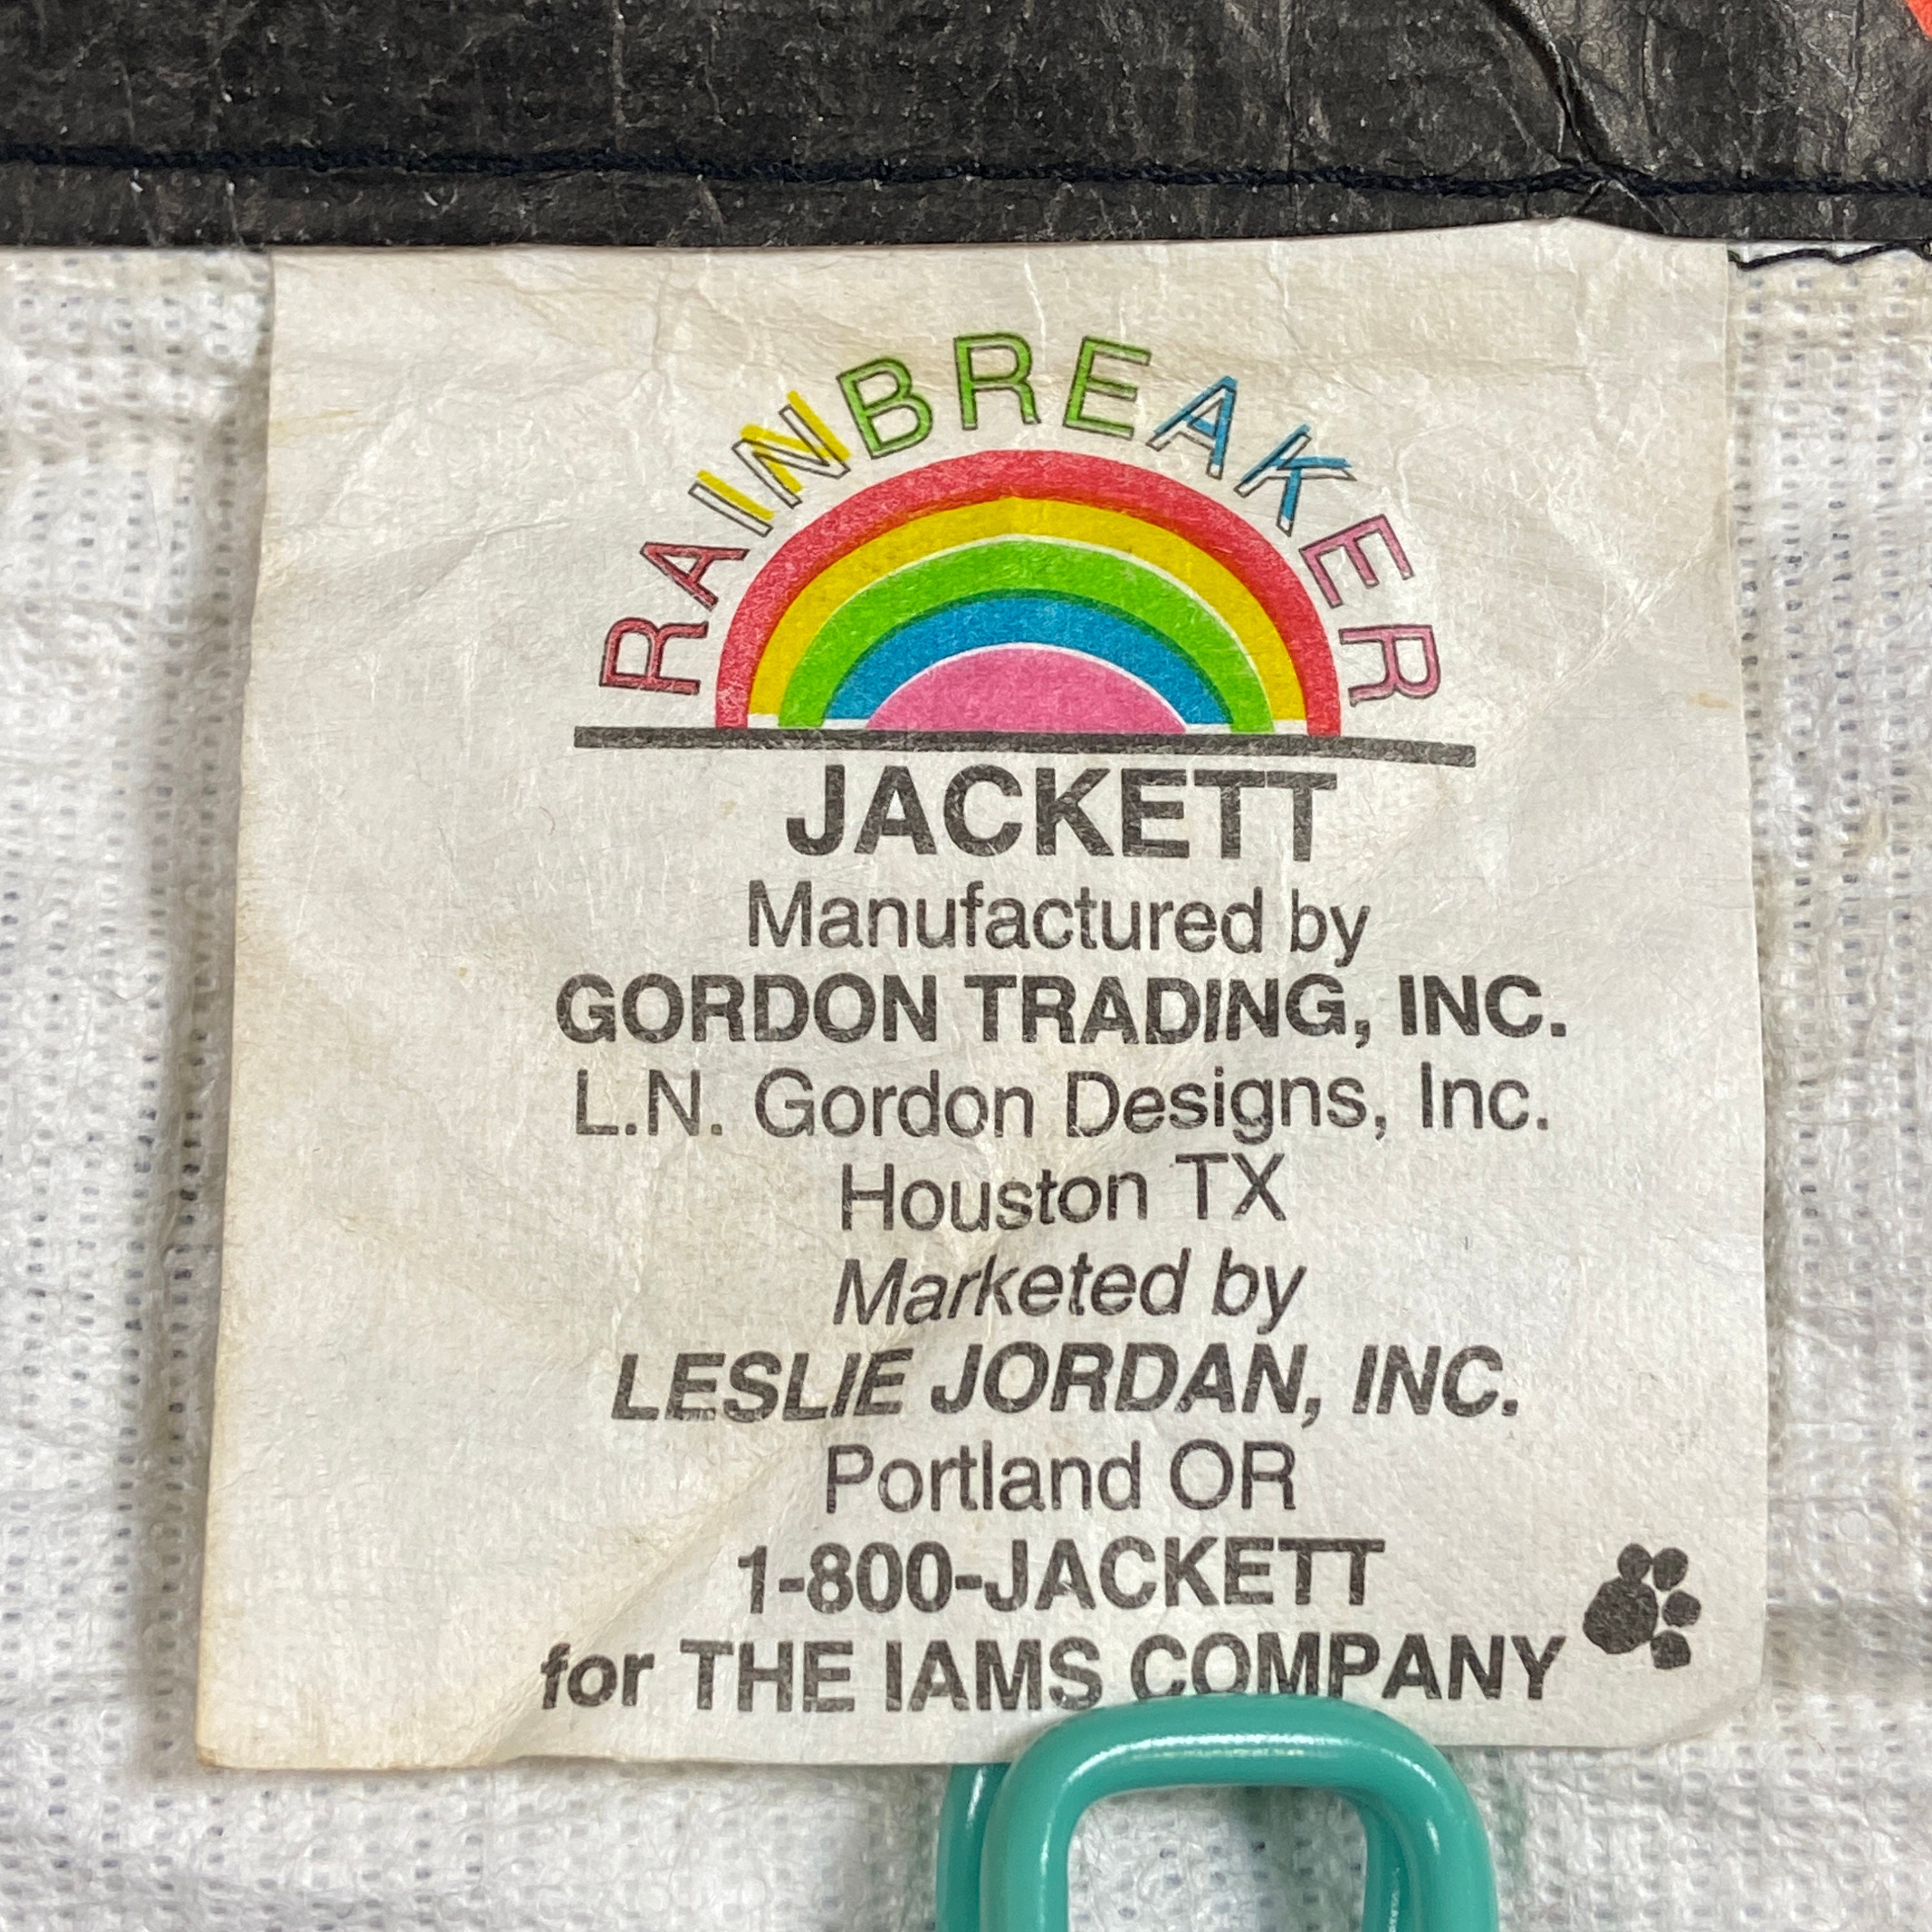 RAINBREAKER
JACKETT
Manufactured by
GORDON TRADING, INC.
L.N. Gordon Designs, Inc.
Houston TX
Marketed by
LESLIE JORDAN, INC.
Portland OR
1-800-JACKETT
for THE IAMS COMPANY